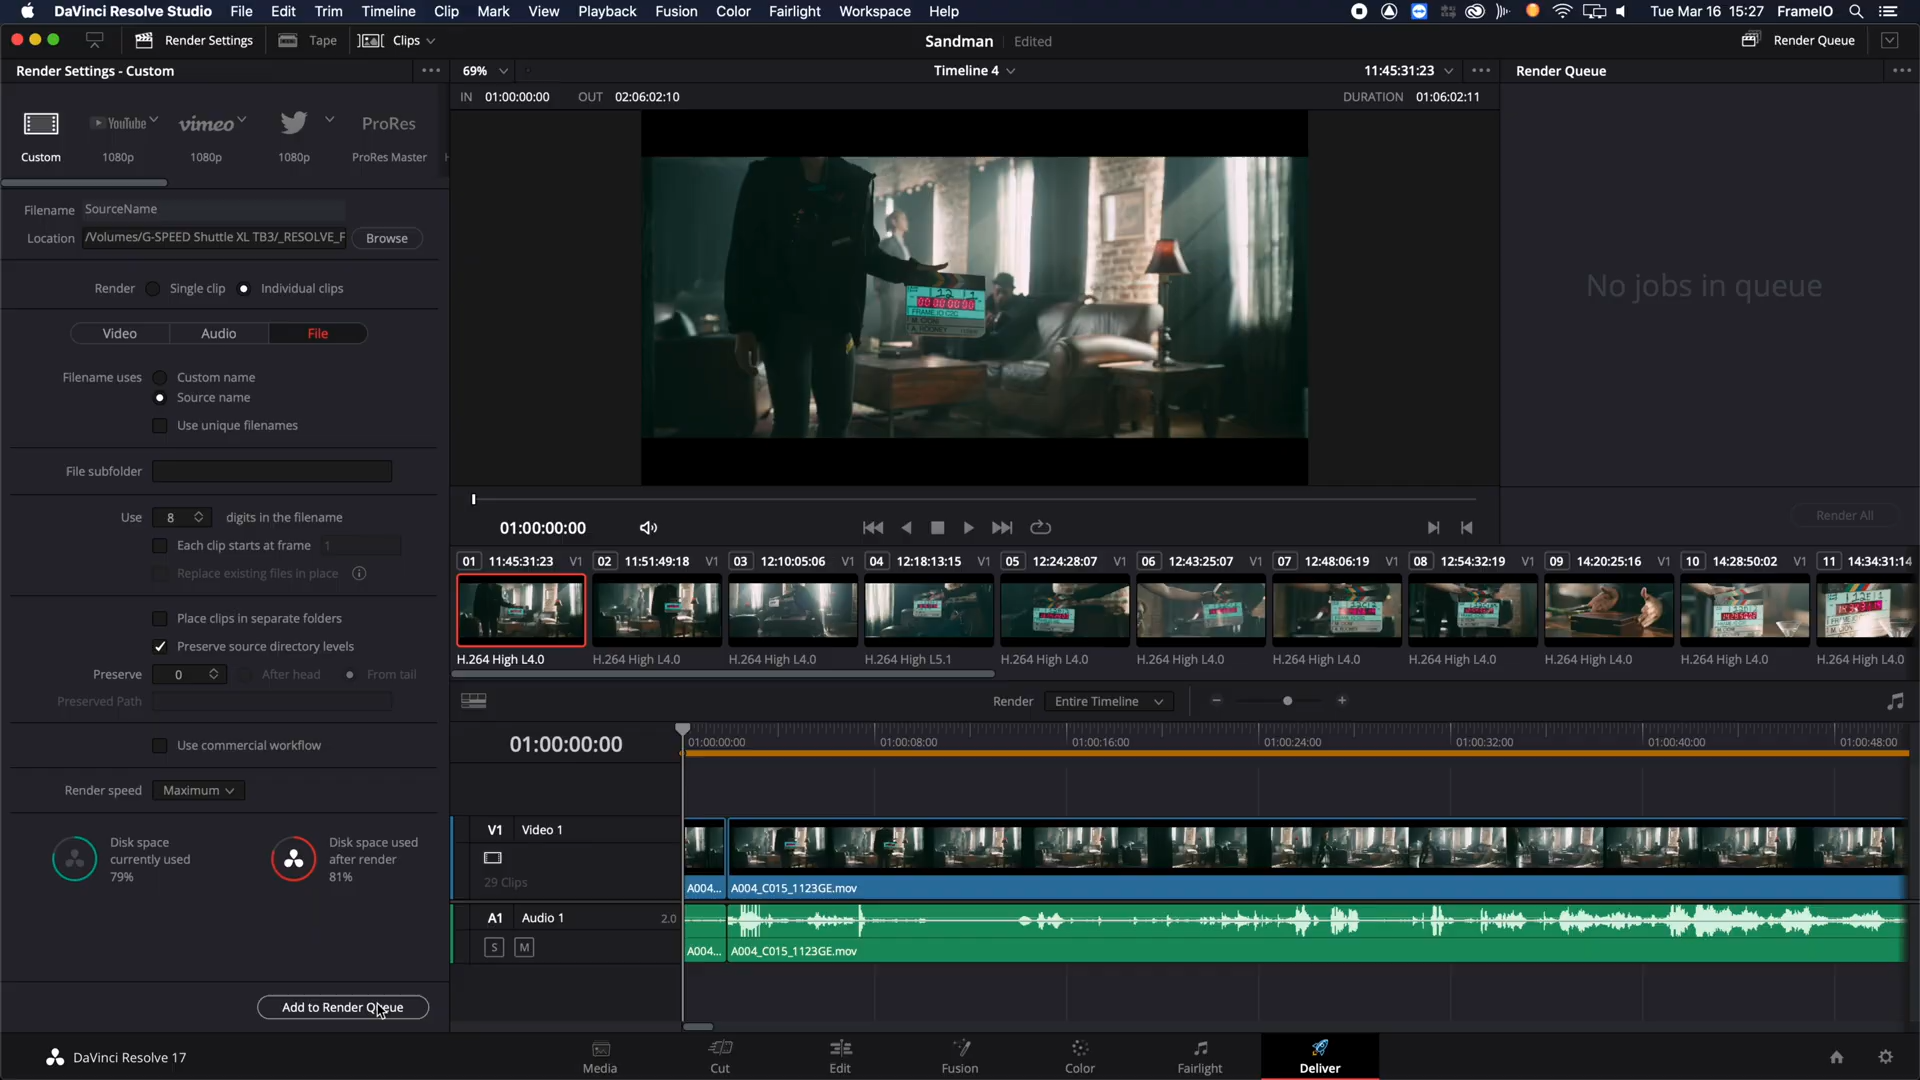 DaVinci Resolve Studio File Edit Trim Timeline Clip Mark View Playback Fusion Color Fairlight Workspace Help Tue Mar 16 15:27 FrameIO
Render Settings Tape Clips Sandman Edited Render Queue
Render Settings - Custom 69% Timeline 4 11:45:31:23 Render Queue
IN 01:00:00:00 OUT 02:06:02:10 DURATION 01:06:02:11
YouTube vimeo ProRes
Custom 1080p 1080p 1080p ProRes Master
Filename SourceName
Location /Volumes/G-SPEED Shuttle XL TB3/_RESOLVE_F Browse
Render Single clip Individual clips
No jobs in queue
Video Audio File
Filename uses Custom name
Source name
Use unique filenames
File subfolder
Use 8 digits in the filename
01:00:00:00
Render All
Each clip starts at frame 1
Replace existing files in place
01 11:45:31:23 V1 02 11:51:49:18 V1 03 12:10:05:06 V1 04 12:18:13:15 V1 05 12:24:28:07 V1 06 12:43:25:07 V1 07 12:48:06:19 V1 08 12:54:32:19 V1 09 14:20:25:16 V1 10 14:28:50:02 V1 11 14:34:31:14
H.264 High L4.0 H.264 High L4.0 H.264 High L4.0 H.264 High L5.1 H.264 High L4.0 H.264 High L4.0 H.264 High L4.0 H.264 High L4.0 H.264 High L4.0 H.264 High L4.0 H.264 High L4.0
Place clips in separate folders
Preserve source directory levels
Preserve 0 After head From tail
Preserved Path
Render Entire Timeline
Use commercial workflow
01:00:00:00
01:00:00:00 01:00:08:00 01:00:16:00 01:00:24:00 01:00:32:00 01:00:40:00 01:00:48:00
Render speed Maximum
Disk space currently used 79%
Disk space used after render 81%
V1 Video 1
29 Clips
A004... A004_C015_1123GE.mov
A1 Audio 1 2.0
S M
A004... A004_C015_1123GE.mov
Add to Render Queue
DaVinci Resolve 17
Media Cut Edit Fusion Color Fairlight Deliver